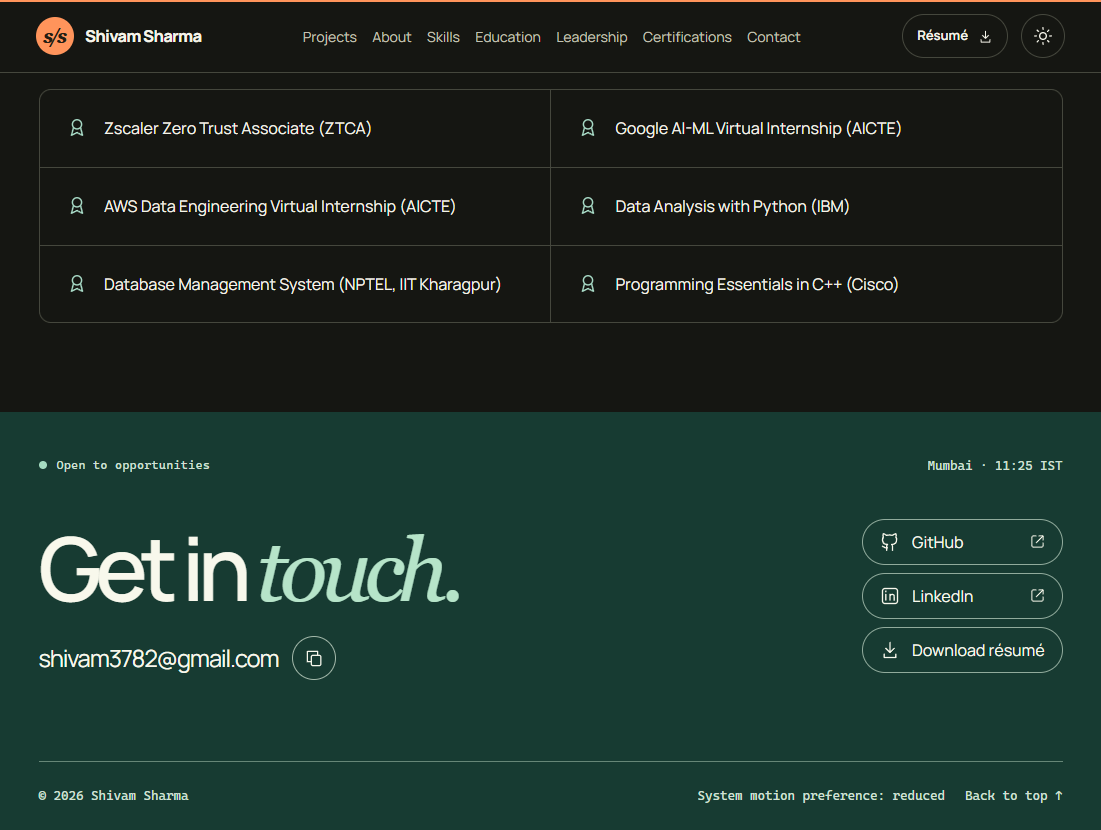 s/s Shivam Sharma Projects About Skills Education Leadership Certifications Contact Résumé
Zscaler Zero Trust Associate (ZTCA) Google AI-ML Virtual Internship (AICTE)
AWS Data Engineering Virtual Internship (AICTE) Data Analysis with Python (IBM)
Database Management System (NPTEL, IIT Kharagpur) Programming Essentials in C++ (Cisco)
Open to opportunities Mumbai · 11:25 IST
Get in touch.
shivam3782@gmail.com
GitHub
LinkedIn
Download résumé
© 2026 Shivam Sharma System motion preference: reduced Back to top ↑